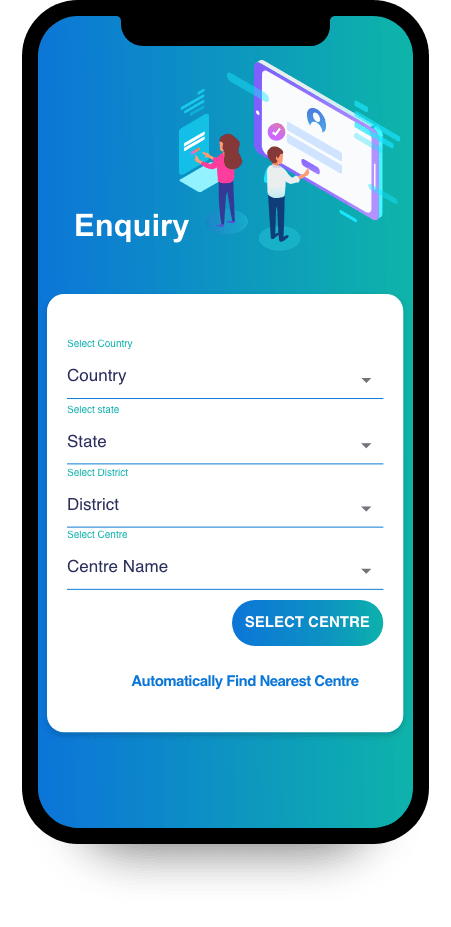 Enquiry
Select Country
Country
Select state
State
Select District
District
Select Centre
Centre Name
SELECT CENTRE
Automatically Find Nearest Centre